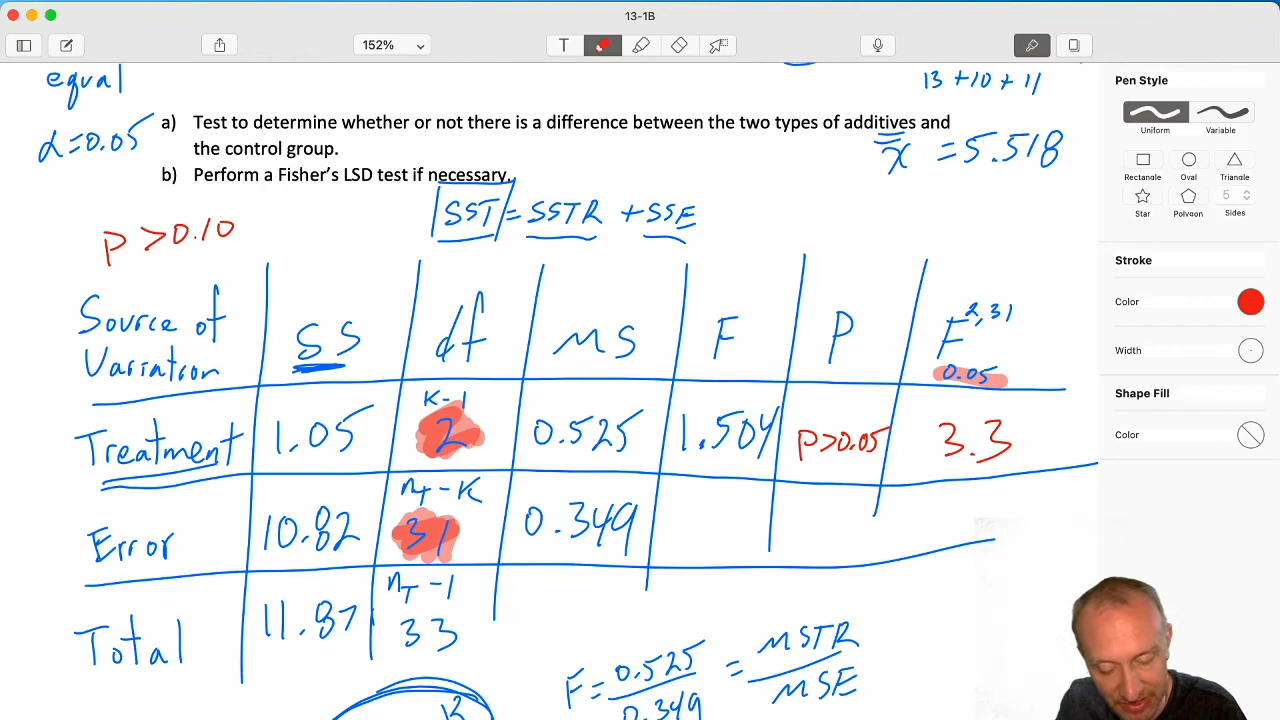 13-1B
152%
T
equal
13 + 10 + 11
α = 0.05
a) Test to determine whether or not there is a difference between the two types of additives and
the control group.
x = 5.518
b) Perform a Fisher's LSD test if necessary.
SST = SSTR + SSE
P > 0.10
Source of
Variation
SS
df
MS
F
P
F 2,31
0.05
Treatment
1.05
K-1
2
0.525
1.504
P>0.05
3.3
Error
10.82
nT - K
31
0.349
Total
11.87
nT - 1
33
F = 0.525 / 0.349 = MSTR / MSE
Pen Style
Uniform
Variable
Rectangle
Oval
Triangle
Star
Polygon
5
Sides
Stroke
Color
Width
Shape Fill
Color